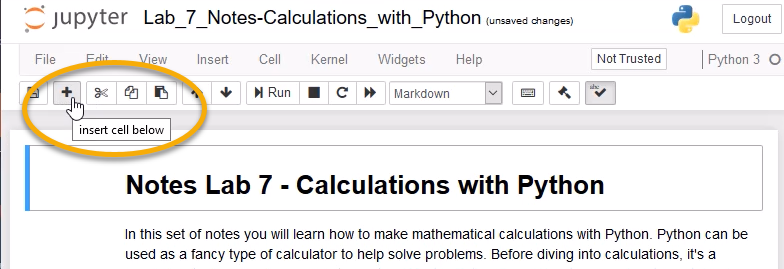 jupyter Lab_7_Notes-Calculations_with_Python (unsaved changes) Logout
File Edit View Insert Cell Kernel Widgets Help Not Trusted Python 3
Run Markdown abc
insert cell below
Notes Lab 7 - Calculations with Python
In this set of notes you will learn how to make mathematical calculations with Python. Python can be
used as a fancy type of calculator to help solve problems. Before diving into calculations, it's a